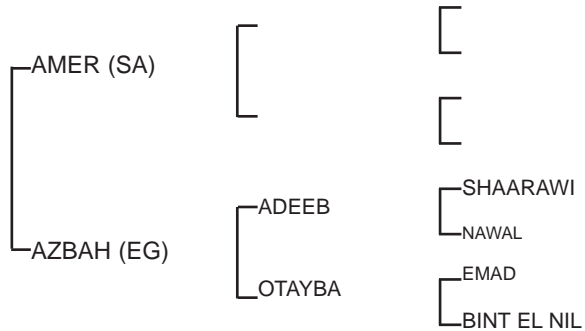 AMER (SA)
AZBAH (EG)
ADEEB
OTAYBA
SHAARAWI
NAWAL
EMAD
BINT EL NIL